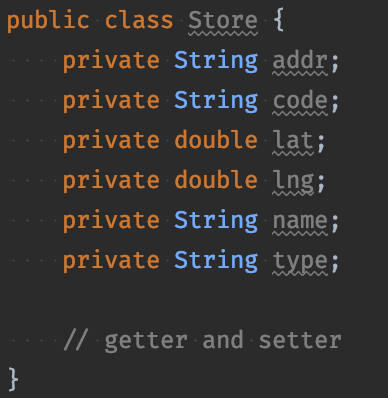 public class Store {
    private String addr;
    private String code;
    private double lat;
    private double lng;
    private String name;
    private String type;

    // getter and setter
}